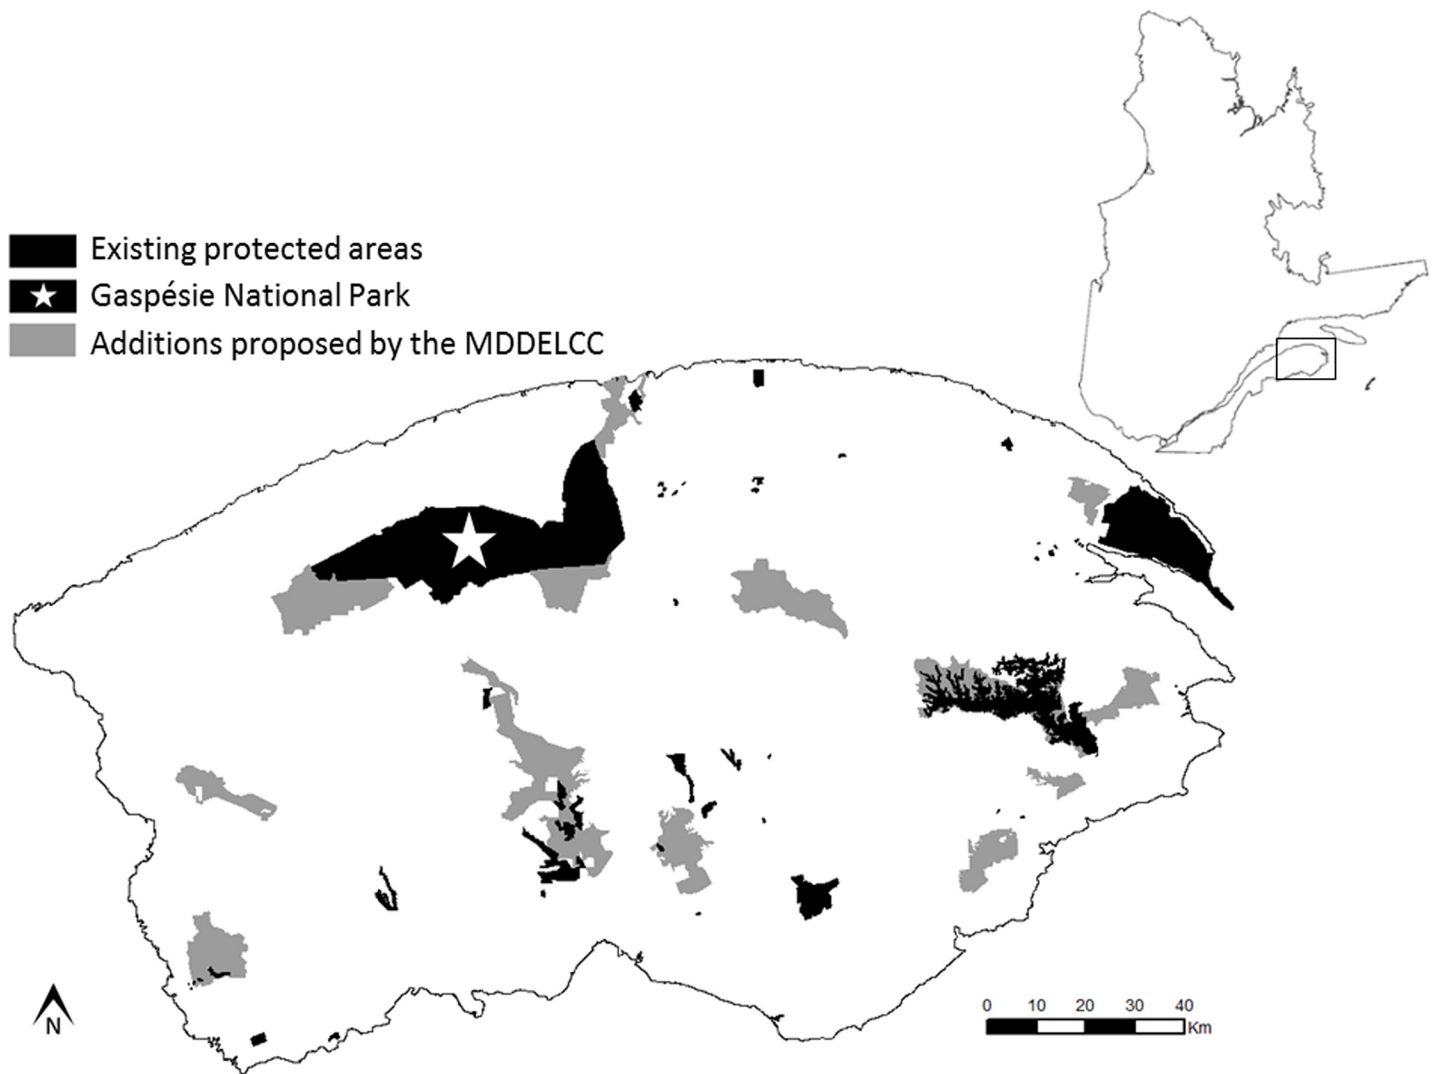 Existing protected areas
Gaspésie National Park
Additions proposed by the MDDELCC
N
0 10 20 30 40
Km